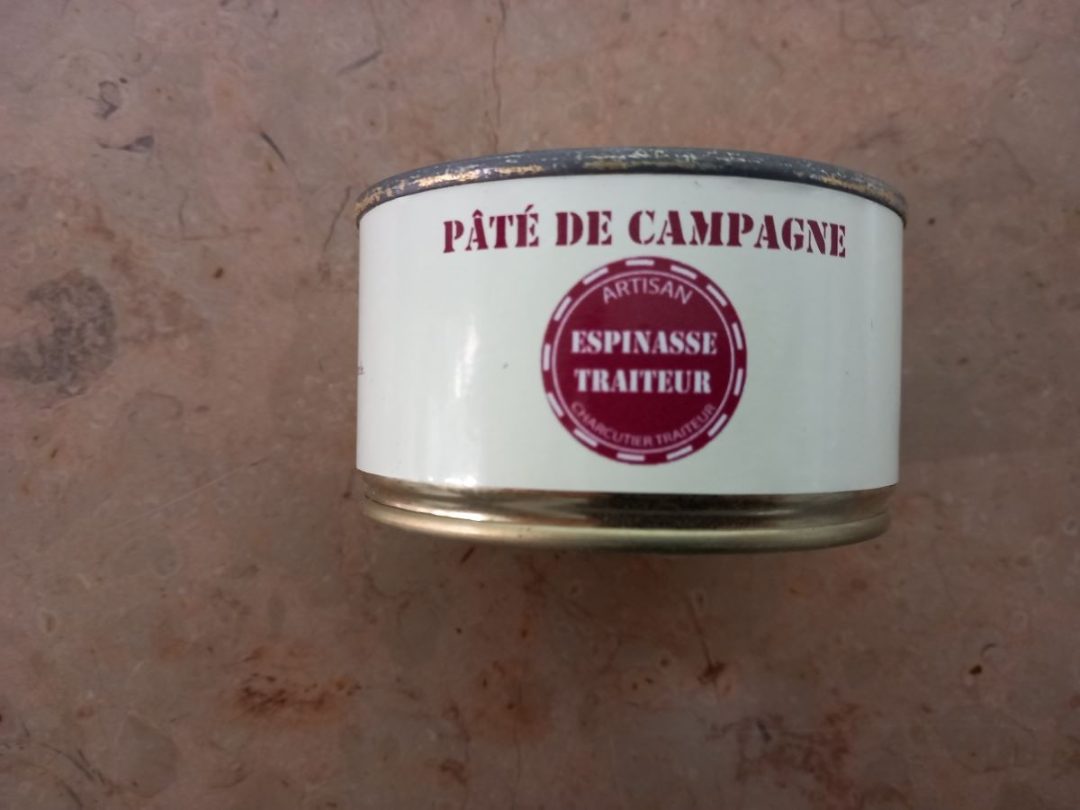 PÂTÉ DE CAMPAGNE
ARTISAN
ESPINASSE
TRAITEUR
CHARCUTIER TRAITEUR